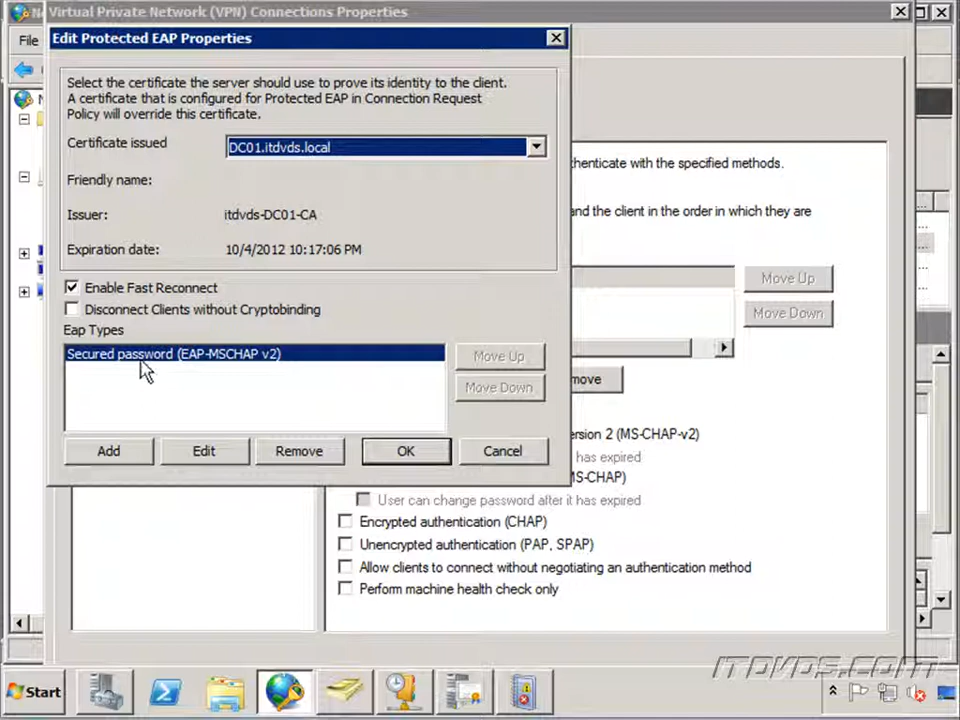 Virtual Private Network (VPN) Connections Properties
File
Edit Protected EAP Properties
Select the certificate the server should use to prove its identity to the client.
A certificate that is configured for Protected EAP in Connection Request
Policy will override this certificate.
Certificate issued
DC01.itdvds.local
Friendly name:
Issuer:
itdvds-DC01-CA
Expiration date:
10/4/2012 10:17:06 PM
Enable Fast Reconnect
Disconnect Clients without Cryptobinding
Eap Types
Secured password (EAP-MSCHAP v2)
Move Up
Move Down
Add
Edit
Remove
OK
Cancel
henticate with the specified methods.
and the client in the order in which they are
Move Up
Move Down
move
ersion 2 (MS-CHAP-v2)
has expired
IS-CHAP)
User can change password after it has expired
Encrypted authentication (CHAP)
Unencrypted authentication (PAP, SPAP)
Allow clients to connect without negotiating an authentication method
Perform machine health check only
ITDVDS.COM
Start